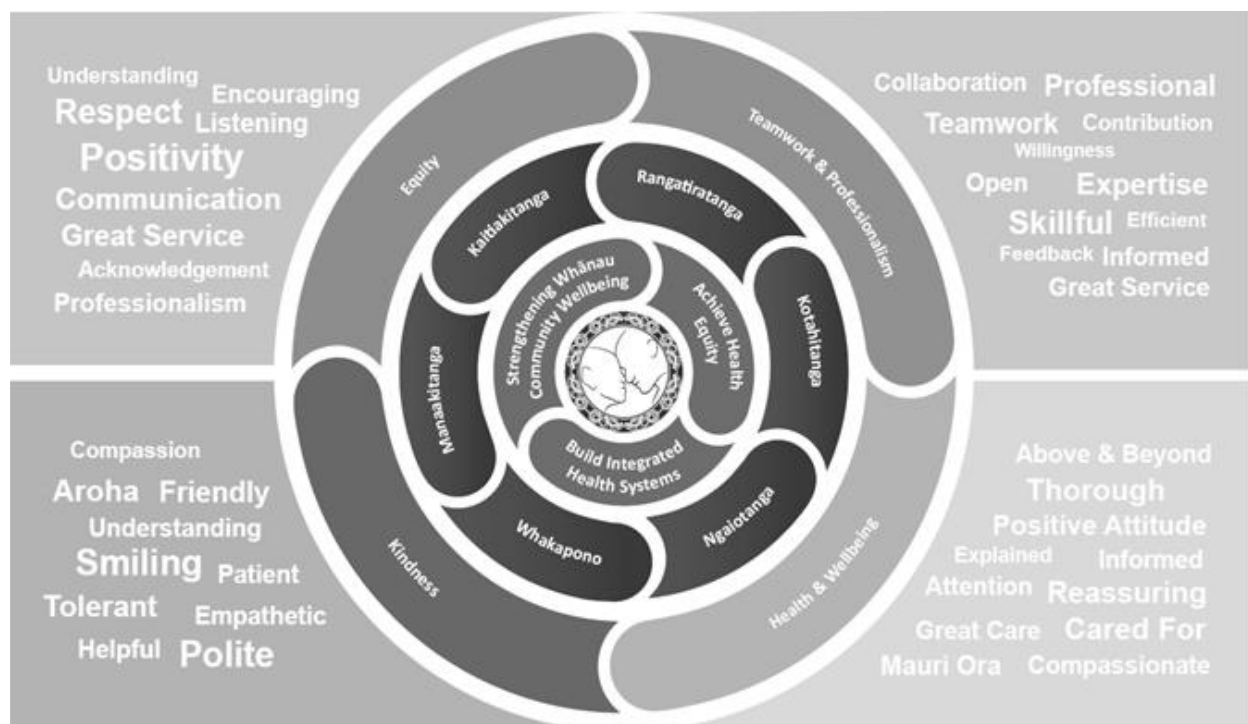 Understanding
Encouraging
Respect
Listening
Positivity
Communication
Great Service
Acknowledgement
Professionalism
Collaboration Professional
Teamwork Contribution
Willingness
Open Expertise
Skillful Efficient
Feedback Informed
Great Service
Equity
Teamwork & Professionalism
Kaitiakitanga
Rangatiratanga
Manaakitanga
Kotahitanga
Whakapono
Ngaiotanga
Strengthening Whānau
Community Wellbeing
Achieve Health
Equity
Build Integrated
Health Systems
Kindness
Health & Wellbeing
Compassion
Aroha Friendly
Understanding
Smiling Patient
Tolerant Empathetic
Helpful Polite
Above & Beyond
Thorough
Positive Attitude
Explained Informed
Attention Reassuring
Great Care Cared For
Mauri Ora Compassionate